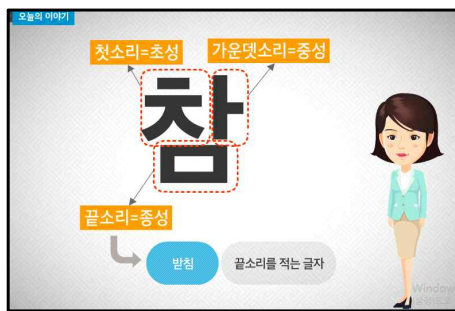 오늘의 이야기
첫소리=초성 가운뎃소리=중성
참
끝소리=종성
받침 끝소리를 적는 글자
Window